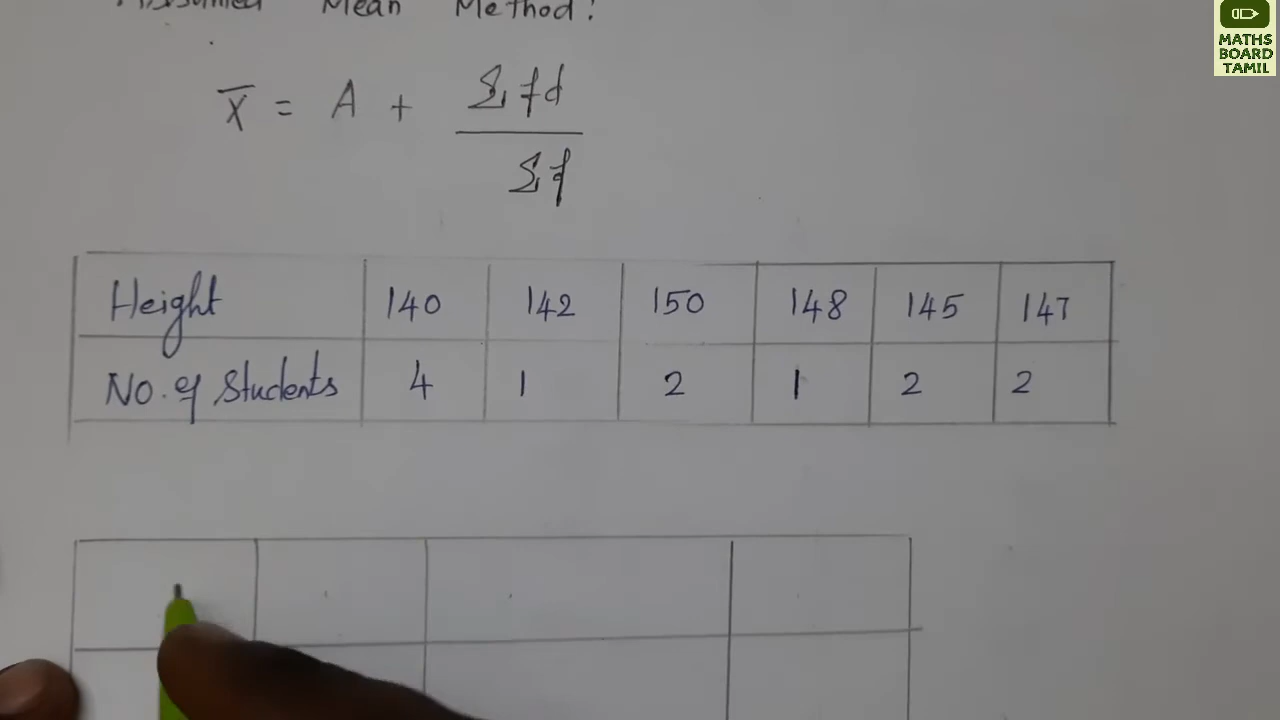 Assumed Mean Method:
X̅ = A + Σfd
Σf
Height 140 142 150 148 145 147
No. of Students 4 1 2 1 2 2
MATHS
BOARD
TAMIL